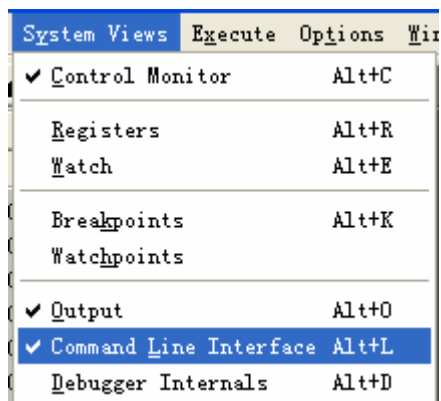 System Views Execute Options
✔ Control Monitor Alt+C
Registers Alt+R
Watch Alt+E
Breakpoints Alt+K
Watchpoints
✔ Output Alt+O
✔ Command Line Interface Alt+L
Debugger Internals Alt+D